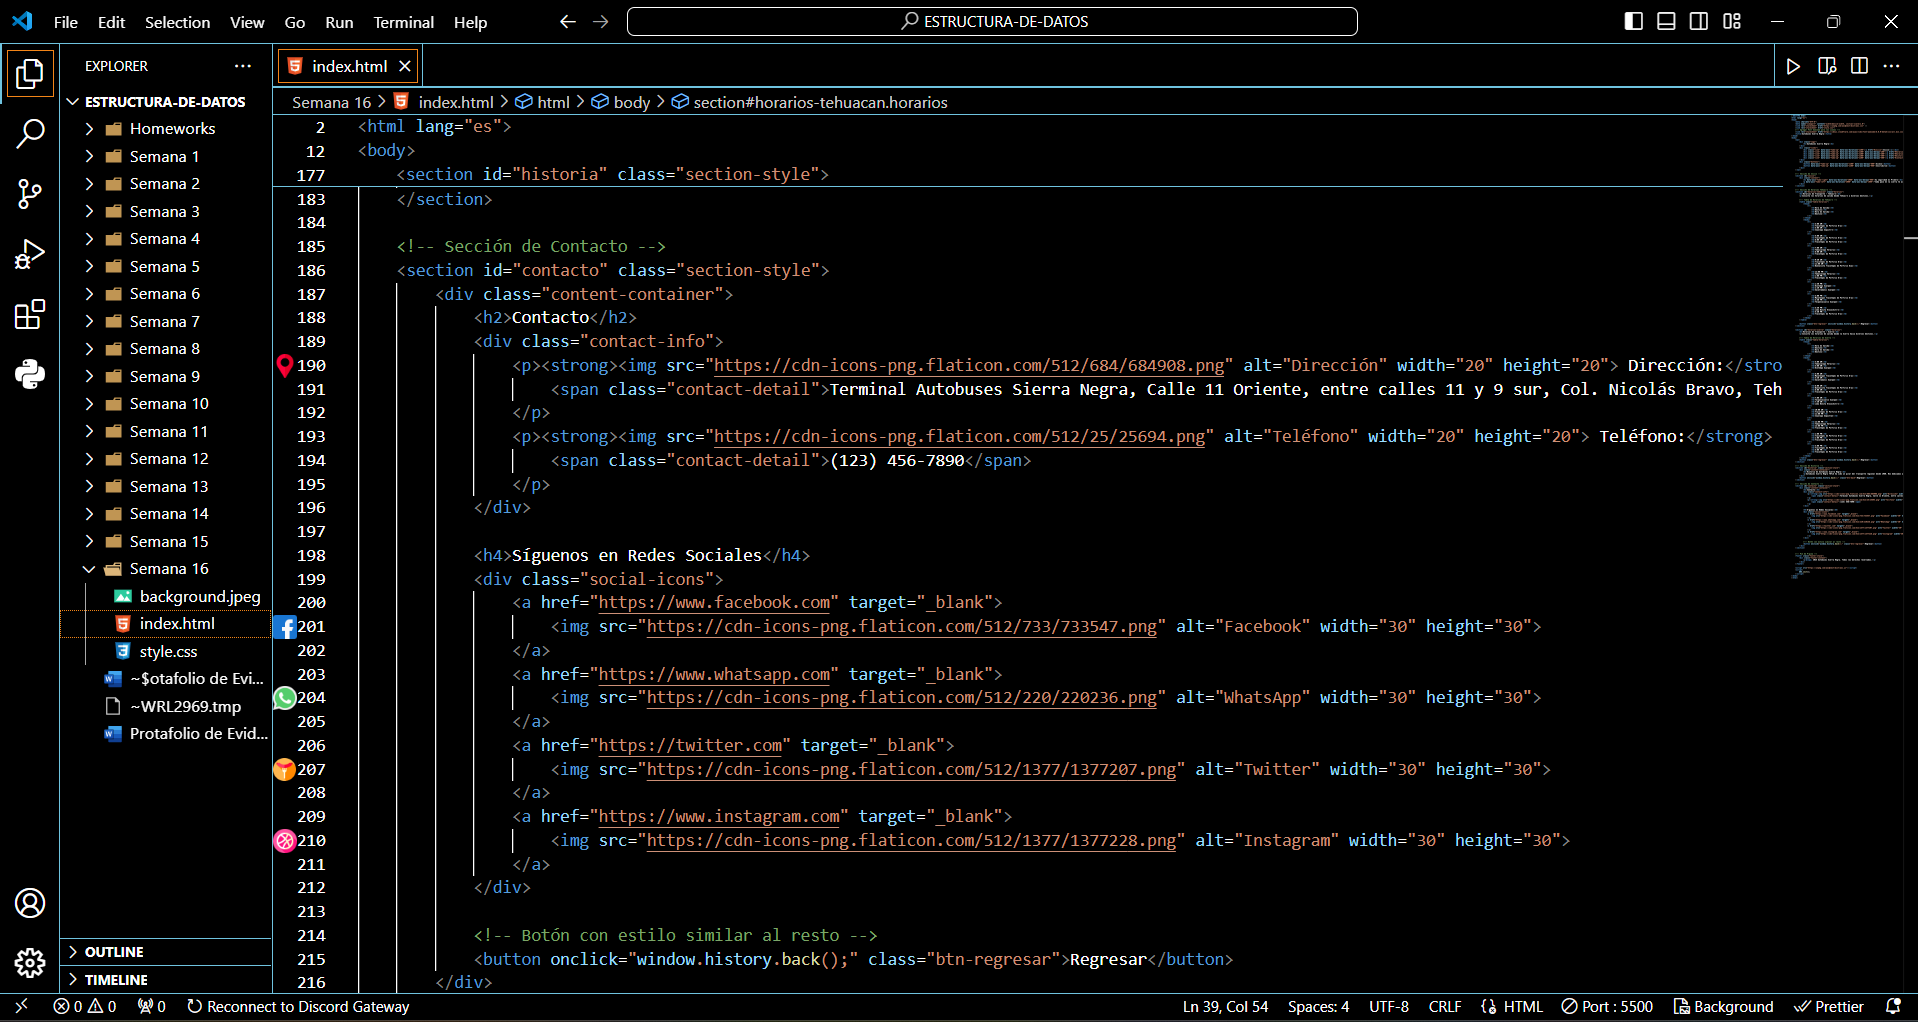 File Edit Selection View Go Run Terminal Help
ESTRUCTURA-DE-DATOS
EXPLORER
ESTRUCTURA-DE-DATOS
Homeworks
Semana 1
Semana 2
Semana 3
Semana 4
Semana 5
Semana 6
Semana 7
Semana 8
Semana 9
Semana 10
Semana 11
Semana 12
Semana 13
Semana 14
Semana 15
Semana 16
background.jpeg
index.html
style.css
~$otafolio de Evi...
~WRL2969.tmp
Protafolio de Evid...
OUTLINE
TIMELINE
index.html
Semana 16 > index.html > html > body > section#horarios-tehuacan.horarios
2 <html lang="es">
12 <body>
177 <section id="historia" class="section-style">
183 </section>
184
185 <!-- Sección de Contacto -->
186 <section id="contacto" class="section-style">
187 <div class="content-container">
188 <h2>Contacto</h2>
189 <div class="contact-info">
190 <p><strong><img src="https://cdn-icons-png.flaticon.com/512/684/684908.png" alt="Dirección" width="20" height="20"> Dirección:</stro
191 <span class="contact-detail">Terminal Autobuses Sierra Negra, Calle 11 Oriente, entre calles 11 y 9 sur, Col. Nicolás Bravo, Teh
192 </p>
193 <p><strong><img src="https://cdn-icons-png.flaticon.com/512/25/25694.png" alt="Teléfono" width="20" height="20"> Teléfono:</strong>
194 <span class="contact-detail">(123) 456-7890</span>
195 </p>
196 </div>
197
198 <h4>Síguenos en Redes Sociales</h4>
199 <div class="social-icons">
200 <a href="https://www.facebook.com" target="_blank">
201 <img src="https://cdn-icons-png.flaticon.com/512/733/733547.png" alt="Facebook" width="30" height="30">
202 </a>
203 <a href="https://www.whatsapp.com" target="_blank">
204 <img src="https://cdn-icons-png.flaticon.com/512/220/220236.png" alt="WhatsApp" width="30" height="30">
205 </a>
206 <a href="https://twitter.com" target="_blank">
207 <img src="https://cdn-icons-png.flaticon.com/512/1377/1377207.png" alt="Twitter" width="30" height="30">
208 </a>
209 <a href="https://www.instagram.com" target="_blank">
210 <img src="https://cdn-icons-png.flaticon.com/512/1377/1377228.png" alt="Instagram" width="30" height="30">
211 </a>
212 </div>
213
214 <!-- Botón con estilo similar al resto -->
215 <button onclick="window.history.back();" class="btn-regresar">Regresar</button>
216 </div>
0 0 0 Reconnect to Discord Gateway
Ln 39, Col 54 Spaces: 4 UTF-8 CRLF HTML Port : 5500 Background Prettier